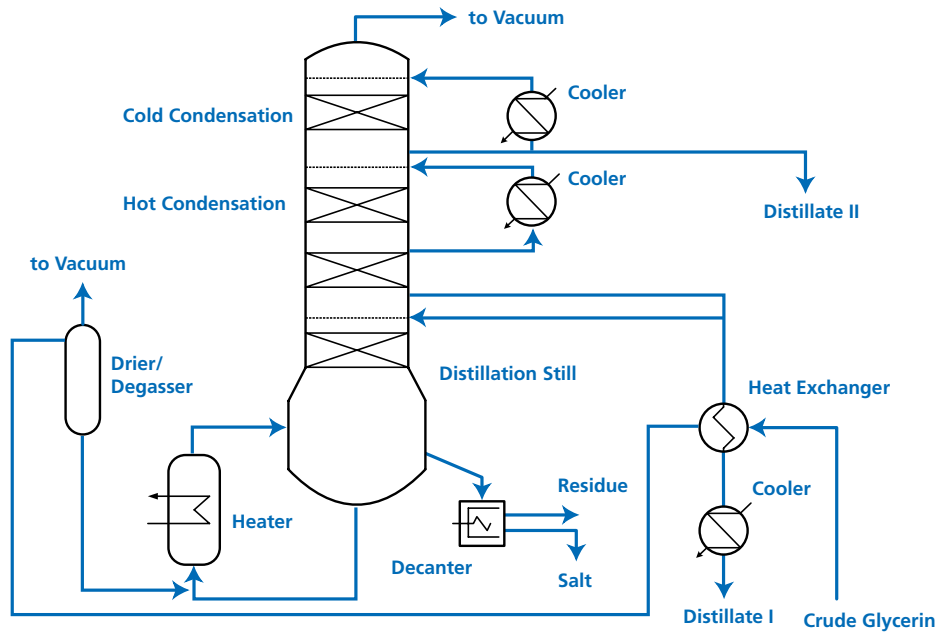 to Vacuum
Cooler
Cold Condensation
Cooler
Hot Condensation
Distillate II
to Vacuum
Drier/
Degasser
Distillation Still
Heat Exchanger
Residue
Cooler
Heater
Decanter
Salt
Distillate I
Crude Glycerin